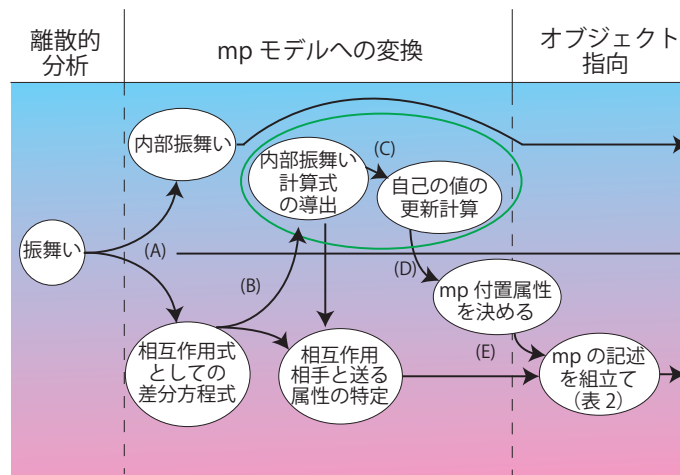 離散的
分析
mp モデルへの変換
オブジェクト
指向
内部振舞い
内部振舞い
計算式
の導出
(C)
自己の値の
更新計算
振舞い
(A)
(B)
(D)
mp 付置属性
を決める
相互作用式
としての
差分方程式
相互作用
相手と送る
属性の特定
(E)
mp の記述
を組立て
(表 2)